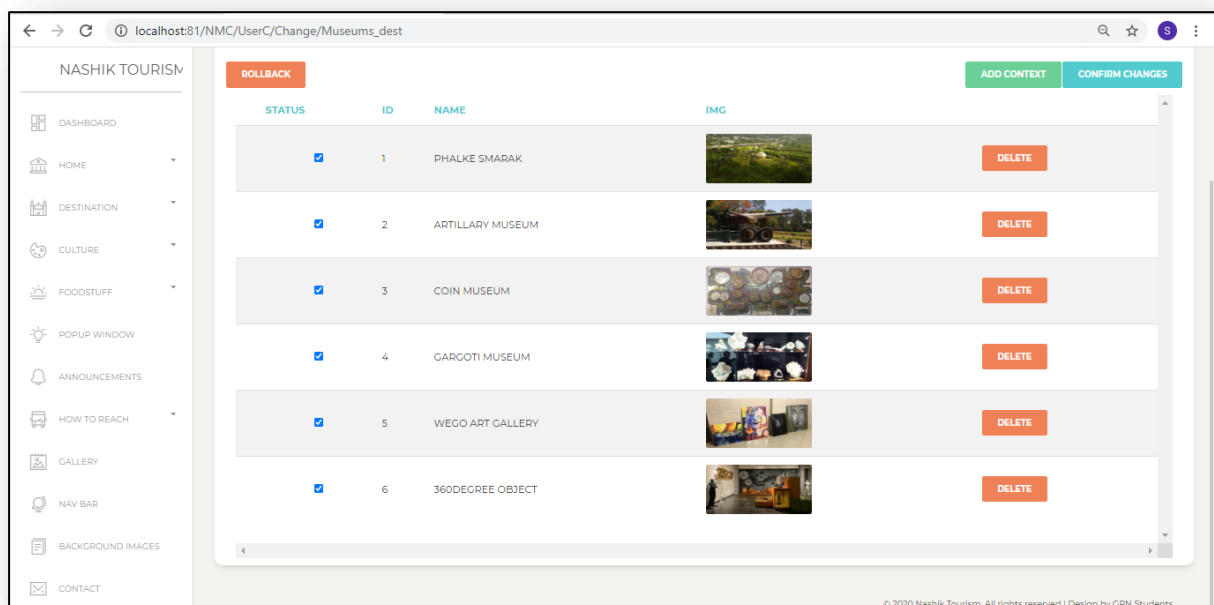 localhost:81/NMC/UserC/Change/Museums_dest
S
NASHIK TOURISM
DASHBOARD
HOME
DESTINATION
CULTURE
FOODSTUFF
POPUP WINDOW
ANNOUNCEMENTS
HOW TO REACH
GALLERY
NAV BAR
BACKGROUND IMAGES
CONTACT
ROLLBACK ADD CONTEXT CONFIRM CHANGES
STATUS ID NAME IMG
1 PHALKE SMARAK DELETE
2 ARTILLARY MUSEUM DELETE
3 COIN MUSEUM DELETE
4 GARGOTI MUSEUM DELETE
5 WEGO ART GALLERY DELETE
6 360DEGREE OBJECT DELETE
© 2020 Nashik Tourism. All rights reserved | Design by GPN Students